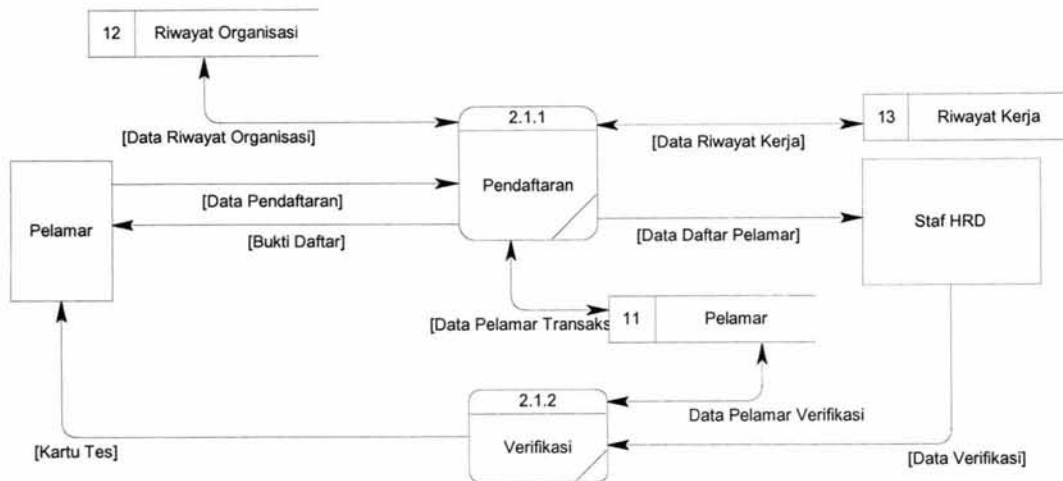 12 Riwayat Organisasi
[Data Riwayat Organisasi]
2.1.1
Pendaftaran
[Data Riwayat Kerja]
13 Riwayat Kerja
Pelamar
[Data Pendaftaran]
[Bukti Daftar]
[Data Daftar Pelamar]
Staf HRD
[Data Pelamar Transaks
11 Pelamar
2.1.2
Verifikasi
Data Pelamar Verifikasi
[Kartu Tes]
[Data Verifikasi]